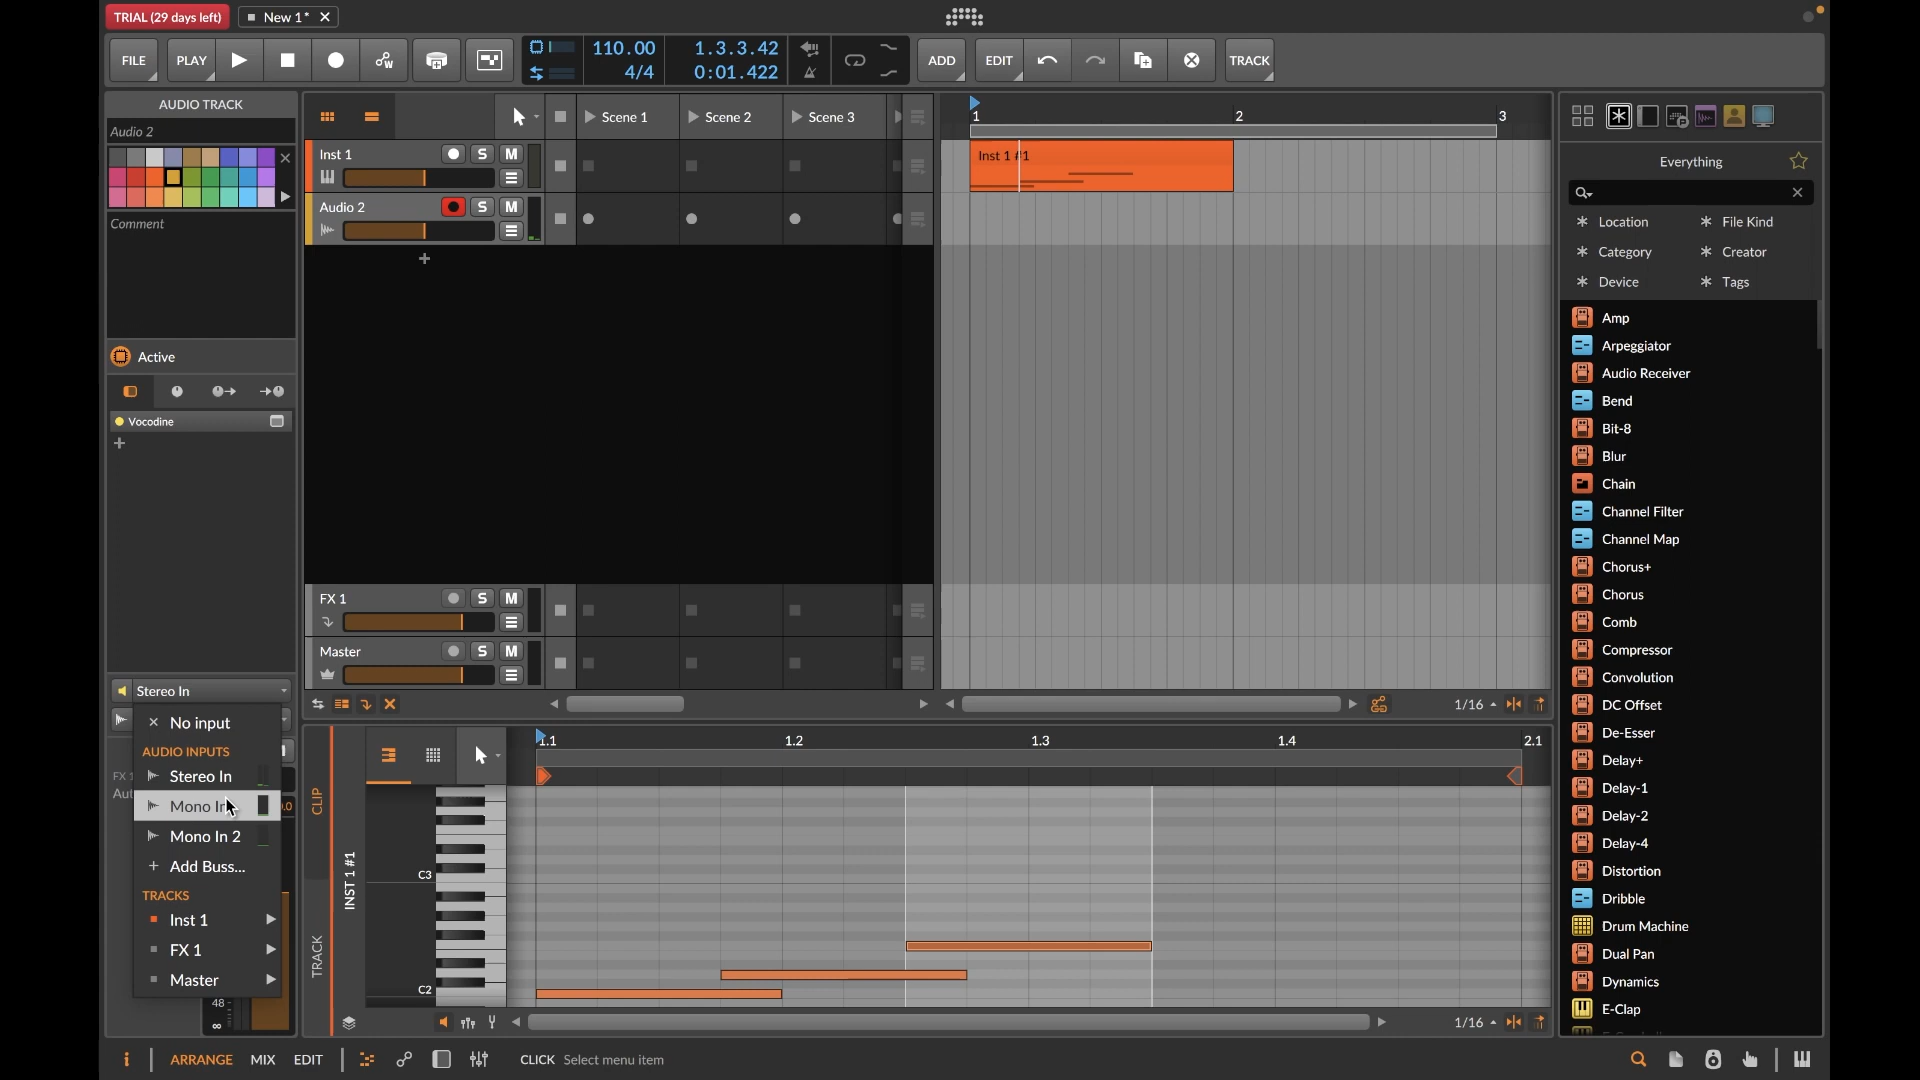 TRIAL (29 days left)
New 1*
FILE
PLAY
110.00
4/4
1.3.3.42
0:01.422
ADD
EDIT
TRACK
AUDIO TRACK
Audio 2
Comment
Active
Vocodine
Stereo In
No input
AUDIO INPUTS
Stereo In
Mono In
Mono In 2
Add Buss...
TRACKS
Inst 1
FX 1
Master
FX 1
48
∞
Scene 1
Scene 2
Scene 3
Inst 1
S
M
Audio 2
S
M
FX 1
S
M
Master
S
M
1
2
3
Inst 1 #1
1/16
CLIP
TRACK
INST 1 #1
1.1
1.2
1.3
1.4
2.1
C3
C2
1/16
Everything
Location
File Kind
Category
Creator
Device
Tags
Amp
Arpeggiator
Audio Receiver
Bend
Bit-8
Blur
Chain
Channel Filter
Channel Map
Chorus+
Chorus
Comb
Compressor
Convolution
DC Offset
De-Esser
Delay+
Delay-1
Delay-2
Delay-4
Distortion
Dribble
Drum Machine
Dual Pan
Dynamics
E-Clap
ARRANGE
MIX
EDIT
CLICK Select menu item